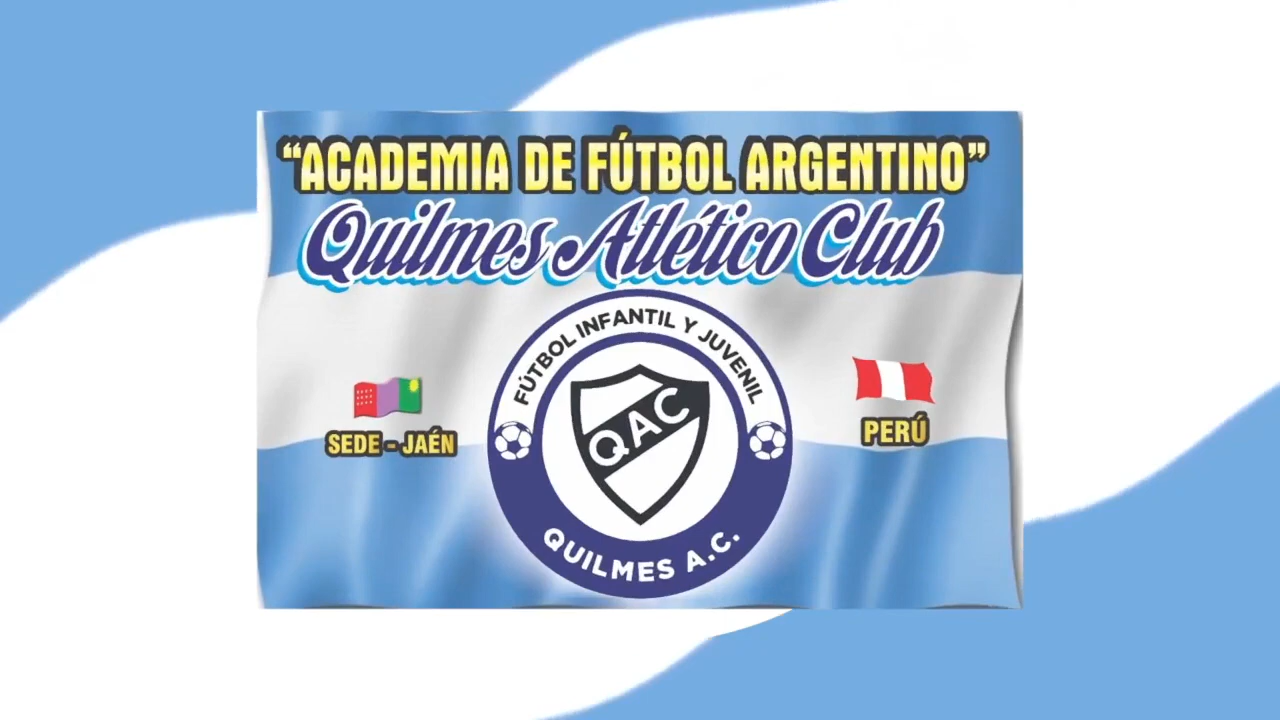 “ACADEMIA DE FÚTBOL ARGENTINO”
Quilmes Atlético Club
FÚTBOL INFANTIL Y JUVENIL
QAC
QUILMES A.C.
SEDE - JAÉN
PERÚ